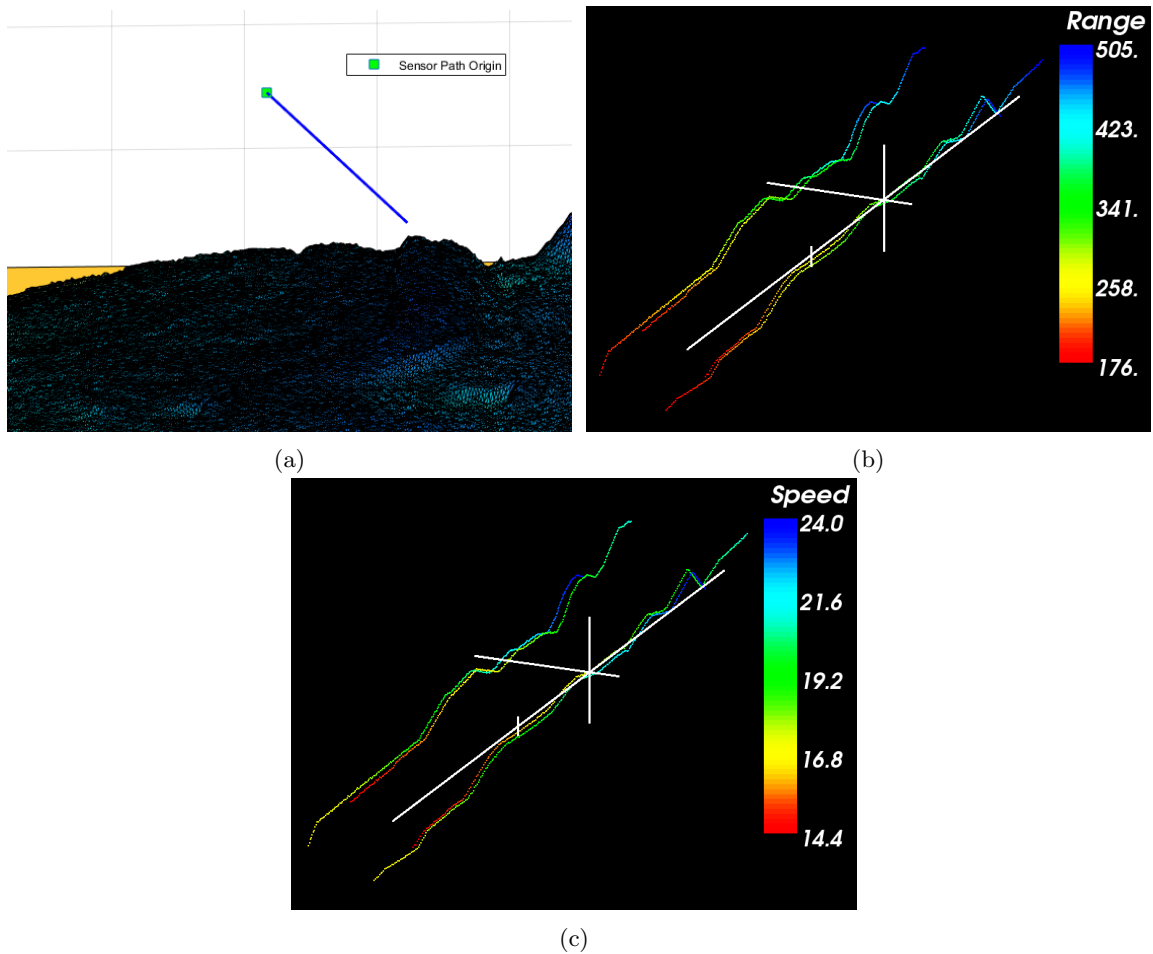 Sensor Path Origin
(a)
Range
505.
423.
341.
258.
176.
(b)
Speed
24.0
21.6
19.2
16.8
14.4
(c)